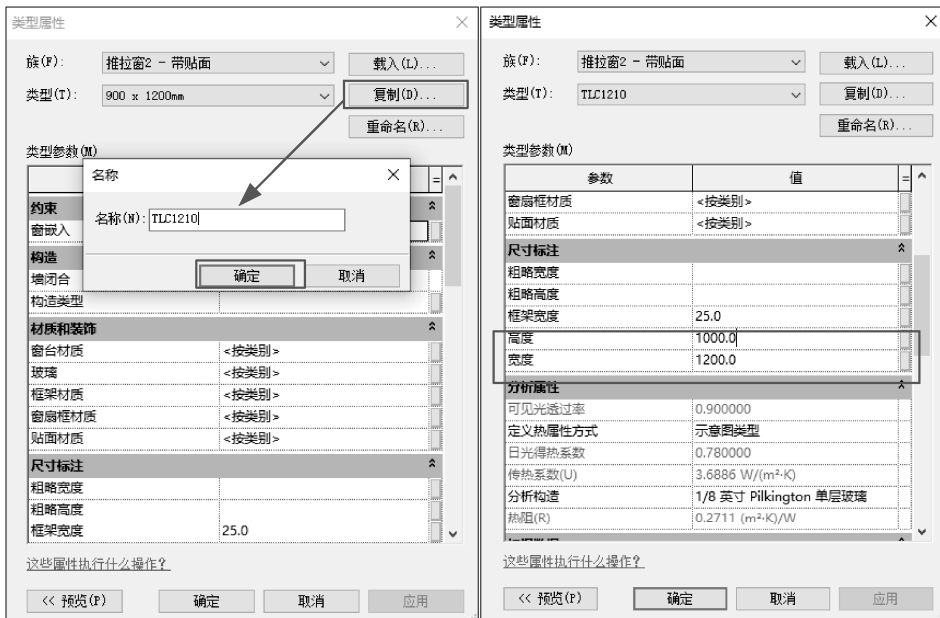 类型属性
族(F):
推拉窗2 - 带贴面
载入(L)...
类型(T):
900 x 1200mm
复制(D)...
重命名(R)...
类型参数(M)
名称
名称(N):
TLC1210
确定
取消
=
约束
窗嵌入
构造
墙闭合
构造类型
材质和装饰
窗台材质
<按类别>
玻璃
<按类别>
框架材质
<按类别>
窗扇框材质
<按类别>
贴面材质
<按类别>
尺寸标注
粗略宽度
粗略高度
框架宽度
25.0
这些属性执行什么操作?
<< 预览(P)
确定
取消
应用
类型属性
族(F):
推拉窗2 - 带贴面
载入(L)...
类型(T):
TLC1210
复制(D)...
重命名(R)...
类型参数(M)
参数
值
=
窗扇框材质
<按类别>
贴面材质
<按类别>
尺寸标注
粗略宽度
粗略高度
框架宽度
25.0
高度
1000.0
宽度
1200.0
分析属性
可见光透过率
0.900000
定义热属性方式
示意图类型
日光得热系数
0.780000
传热系数(U)
3.6886 W/(m²·K)
分析构造
1/8 英寸 Pilkington 单层玻璃
热阻(R)
0.2711 (m²·K)/W
这些属性执行什么操作?
<< 预览(P)
确定
取消
应用